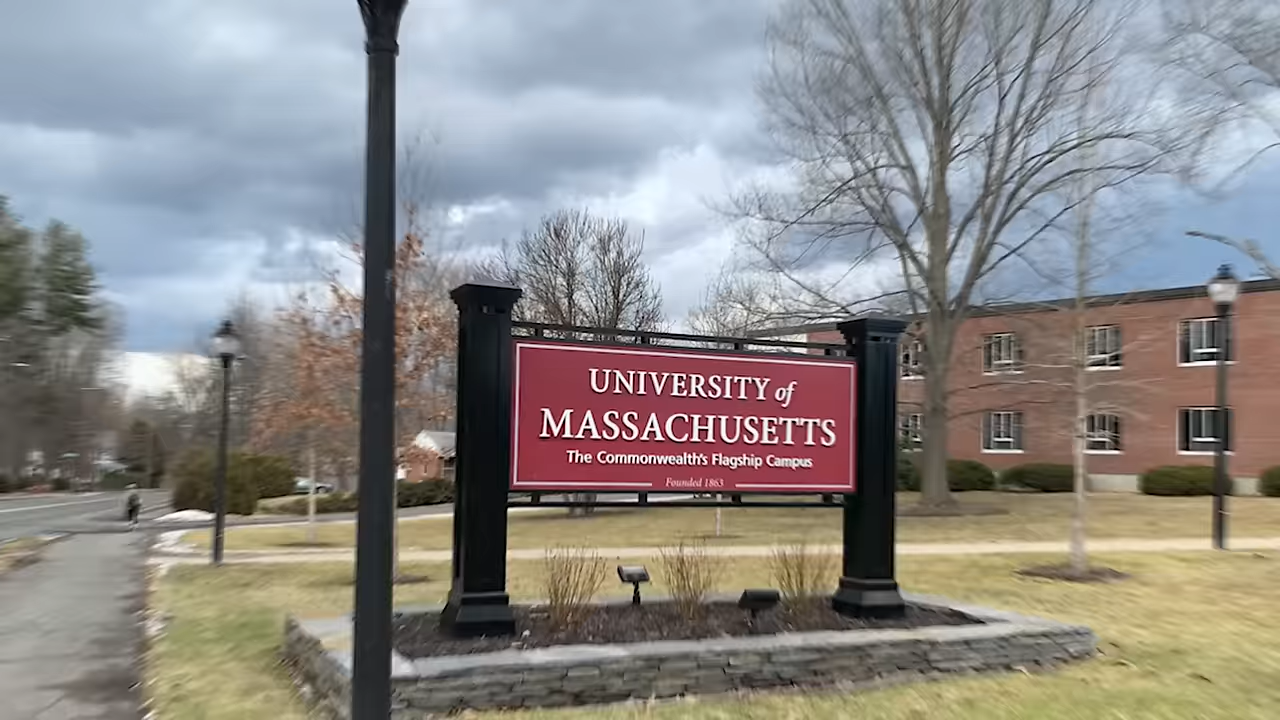 UNIVERSITY of
MASSACHUSETTS
The Commonwealth's Flagship Campus
Founded 1863